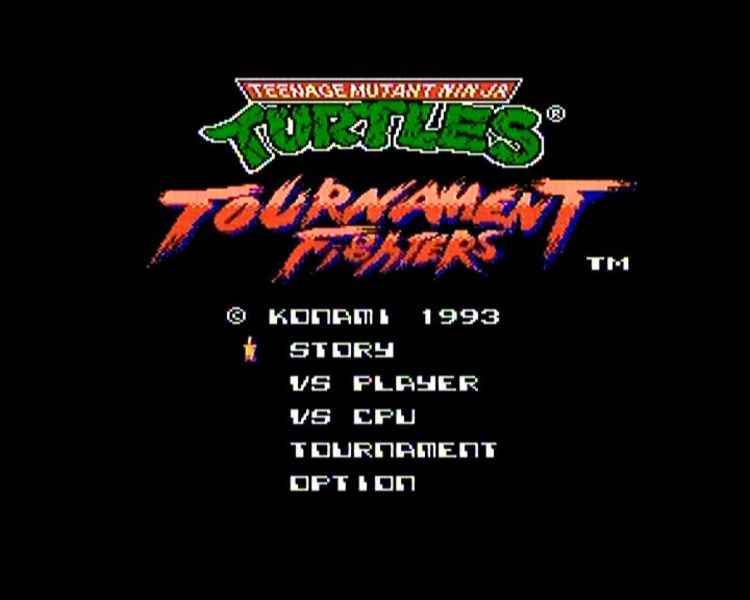 TEENAGE MUTANT NINJA
TURTLES®
TOURNAMENT
FIGHTERS
TM
© KONAMI 1993
STORY
VS PLAYER
VS CPU
TOURNAMENT
OPTION